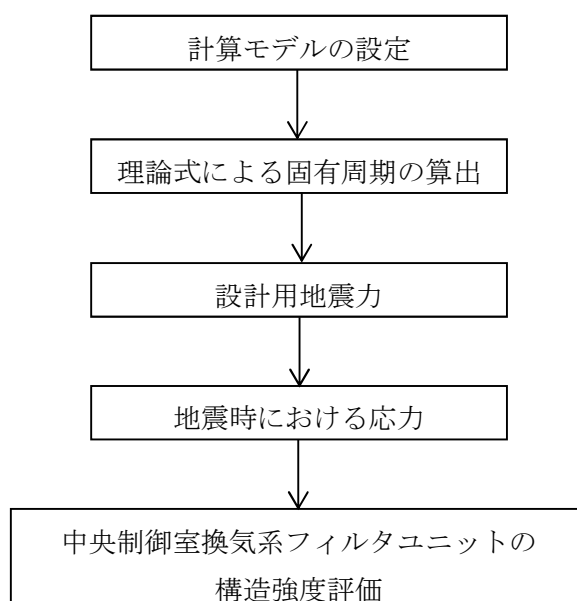 計算モデルの設定
理論式による固有周期の算出
設計用地震力
地震時における応力
中央制御室換気系フィルタユニットの
構造強度評価